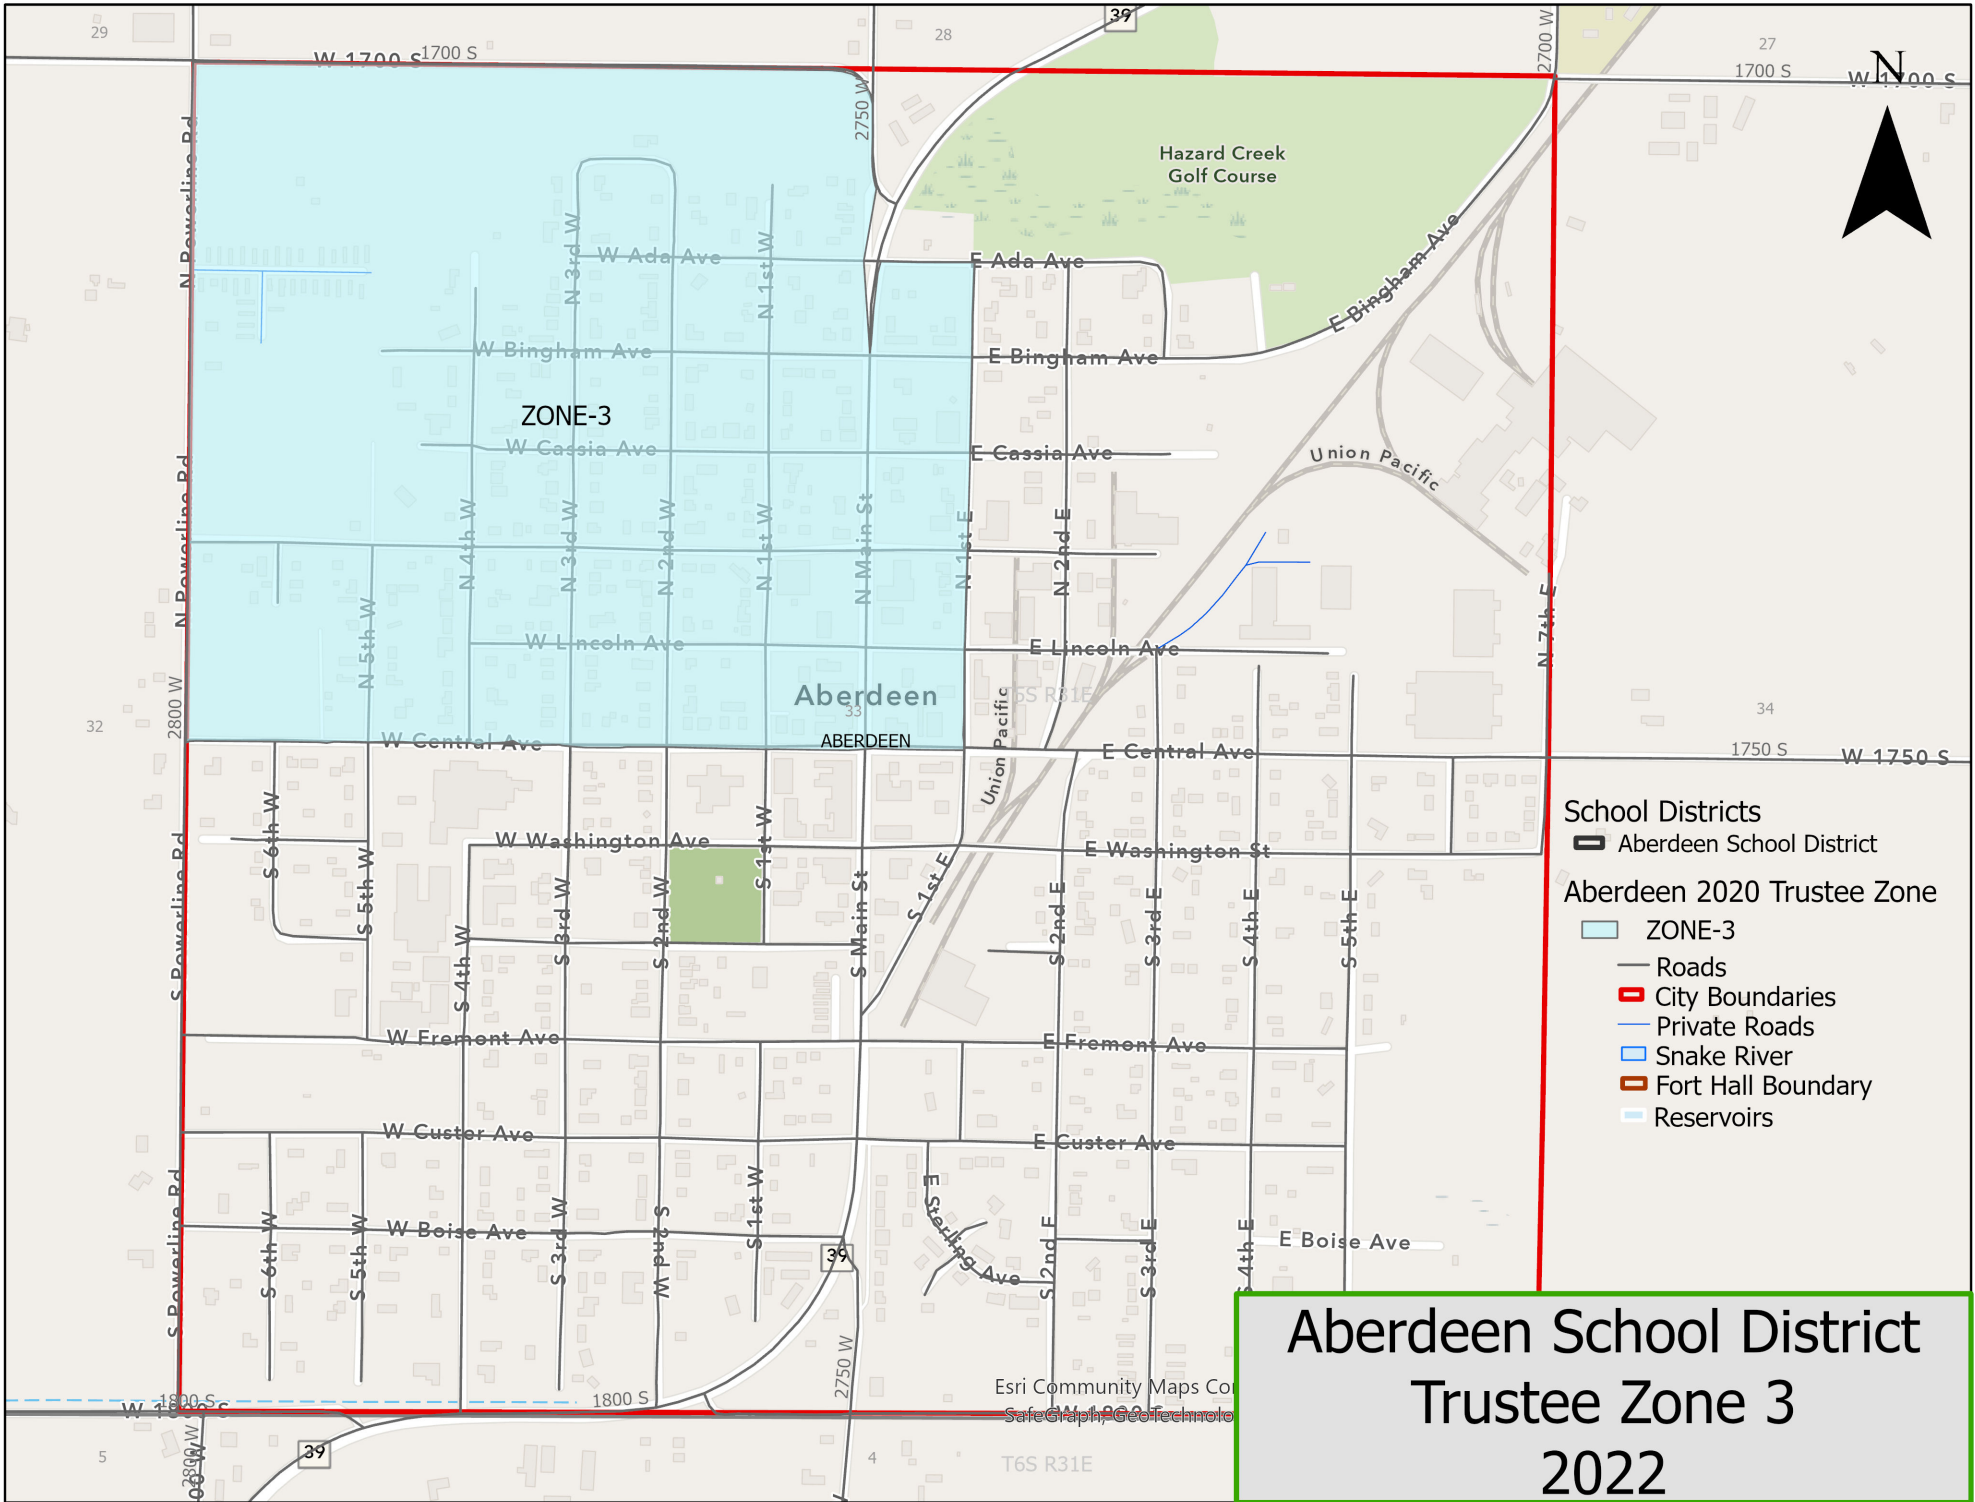 29
28
39
27
2700 W
W 1700 S
1700 S
1700 S
W 1700 S
N
2750 W
N Powerline Rd
Hazard Creek
Golf Course
N 3rd W
W Ada Ave
N 1st W
E Ada Ave
E Bingham Ave
W Bingham Ave
E Bingham Ave
ZONE-3
W Cassia Ave
E Cassia Ave
Union Pacific
N Powerline Rd
N 4th W
N 3rd W
N 2nd W
N 1st W
N Main St
N 1st E
N 2nd E
N 5th W
N 7th E
W Lincoln Ave
E Lincoln Ave
2800 W
Aberdeen
33
T5S R31E
Union Pacific
32
34
W Central Ave
ABERDEEN
E Central Ave
1750 S
W 1750 S
S 6th W
W Washington Ave
S 1st W
E Washington St
S Powerline Rd
S 5th W
S 4th W
S 3rd W
S 2nd W
S Main St
S 1st E
S 2nd E
S 3rd E
S 4th E
S 5th E
School Districts
Aberdeen School District
Aberdeen 2020 Trustee Zone
ZONE-3
Roads
City Boundaries
Private Roads
Snake River
Fort Hall Boundary
Reservoirs
W Fremont Ave
E Fremont Ave
W Custer Ave
E Custer Ave
S Powerline Rd
S 6th W
S 5th W
W Boise Ave
S 3rd W
S 2nd W
S 1st W
39
E Sterling Ave
S 2nd E
S 3rd E
S 4th E
E Boise Ave
2750 W
1800 S
W 1800 S
1800 S
Esri Community Maps Co
SafeGraph, GeoTechnolo
39
2800 W
5
4
T6S R31E
Aberdeen School District
Trustee Zone 3
2022